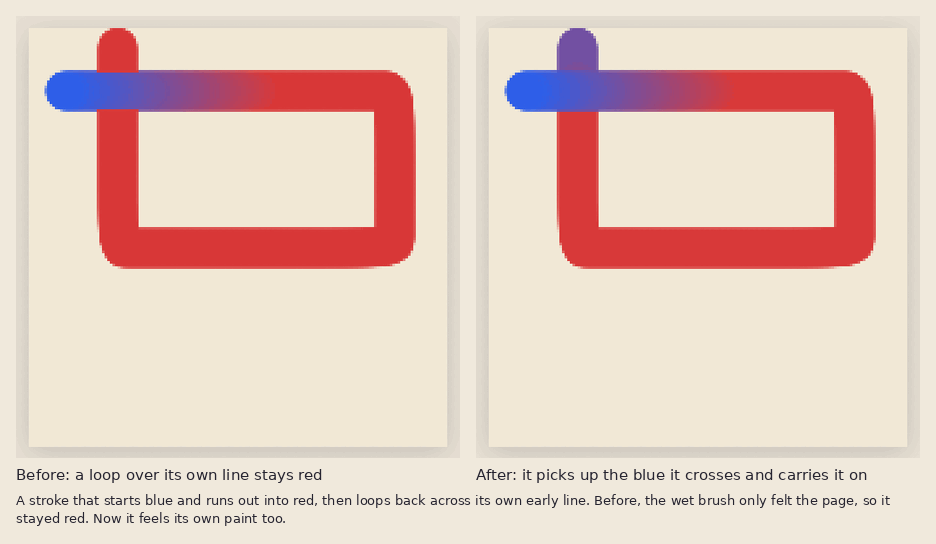 Before: a loop over its own line stays red
After: it picks up the blue it crosses and carries it on
A stroke that starts blue and runs out into red, then loops back across its own early line. Before, the wet brush only felt the page, so it
stayed red. Now it feels its own paint too.